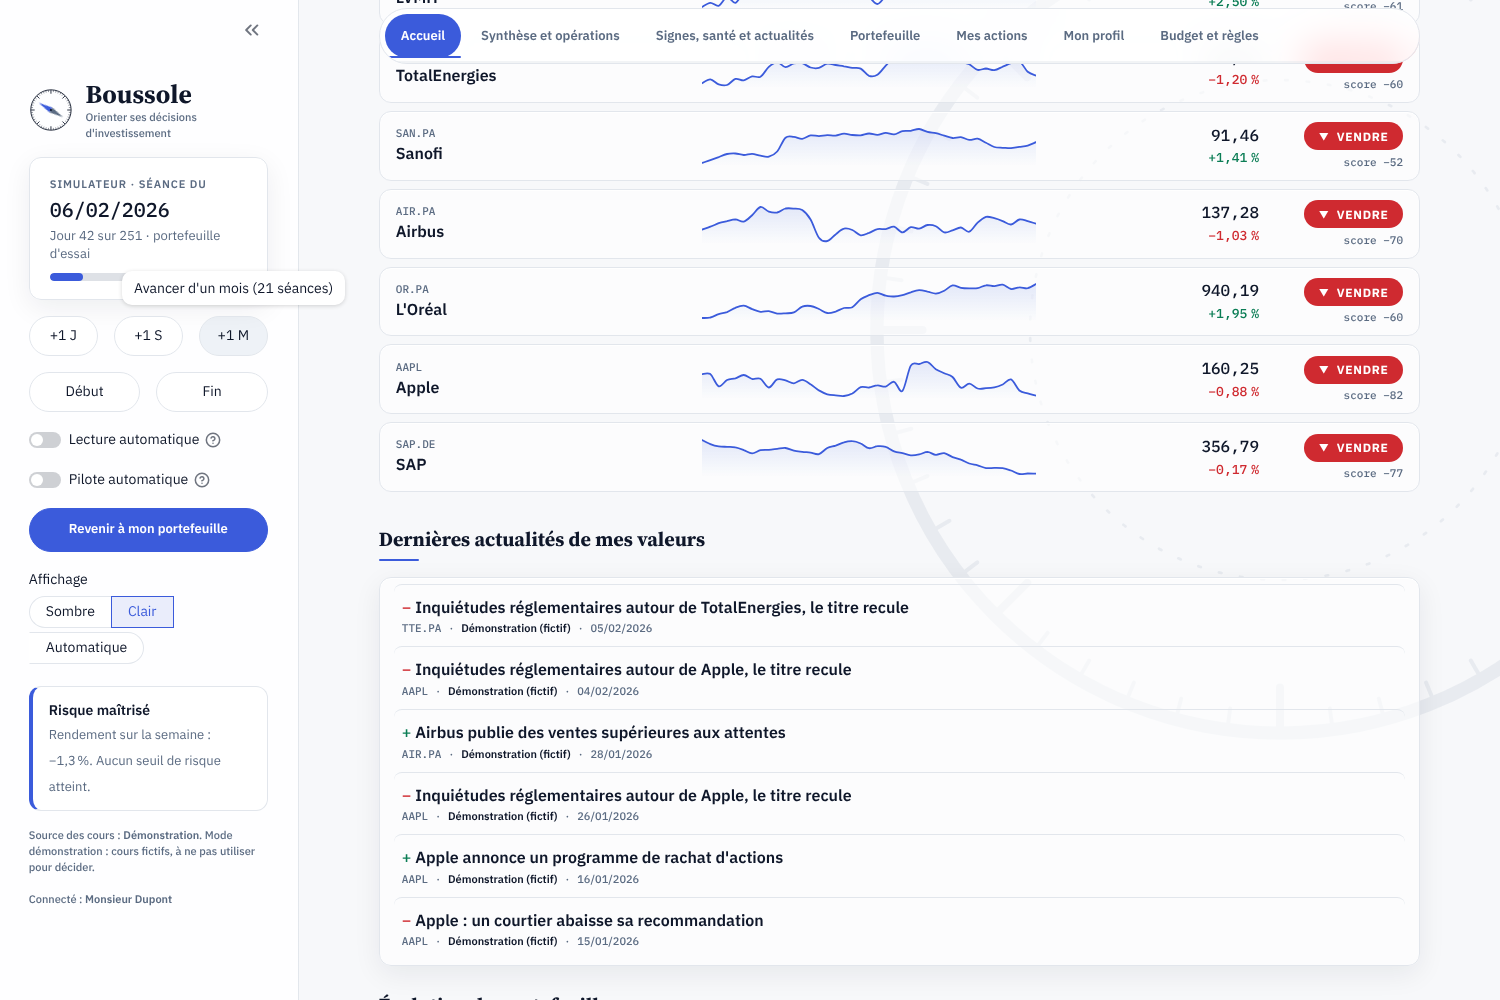 Boussole
Orienter ses décisions
d'investissement
SIMULATEUR · SÉANCE DU
06/02/2026
Jour 42 sur 251 · portefeuille
d'essai
Avancer d'un mois (21 séances)
+1 J
+1 S
+1 M
Début
Fin
Lecture automatique
Pilote automatique
Revenir à mon portefeuille
Affichage
Sombre
Clair
Automatique
Risque maîtrisé
Rendement sur la semaine :
−1,3 %. Aucun seuil de risque
atteint.
Source des cours : Démonstration. Mode
démonstration : cours fictifs, à ne pas utiliser
pour décider.
Connecté : Monsieur Dupont
Accueil
Synthèse et opérations
Signes, santé et actualités
Portefeuille
Mes actions
Mon profil
Budget et règles
+2,50 %
score −61
TotalEnergies
−1,20 %
score −60
SAN.PA
Sanofi
91,46
+1,41 %
▼ VENDRE
score −52
AIR.PA
Airbus
137,28
−1,03 %
▼ VENDRE
score −70
OR.PA
L'Oréal
940,19
+1,95 %
▼ VENDRE
score −60
AAPL
Apple
160,25
−0,88 %
▼ VENDRE
score −82
SAP.DE
SAP
356,79
−0,17 %
▼ VENDRE
score −77
Dernières actualités de mes valeurs
− Inquiétudes réglementaires autour de TotalEnergies, le titre recule
TTE.PA · Démonstration (fictif) · 05/02/2026
− Inquiétudes réglementaires autour de Apple, le titre recule
AAPL · Démonstration (fictif) · 04/02/2026
+ Airbus publie des ventes supérieures aux attentes
AIR.PA · Démonstration (fictif) · 28/01/2026
− Inquiétudes réglementaires autour de Apple, le titre recule
AAPL · Démonstration (fictif) · 26/01/2026
+ Apple annonce un programme de rachat d'actions
AAPL · Démonstration (fictif) · 16/01/2026
− Apple : un courtier abaisse sa recommandation
AAPL · Démonstration (fictif) · 15/01/2026